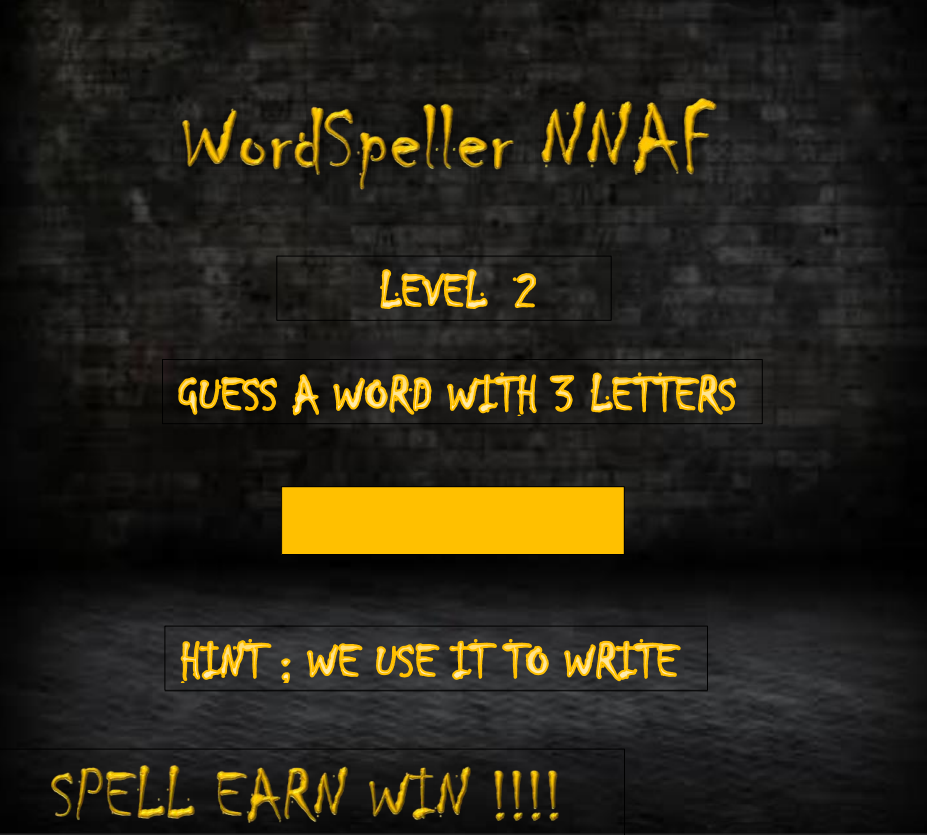 WordSpeller NNAF
LEVEL 2
GUESS A WORD WITH 3 LETTERS
HINT ; WE USE IT TO WRITE
SPELL EARN WIN !!!!